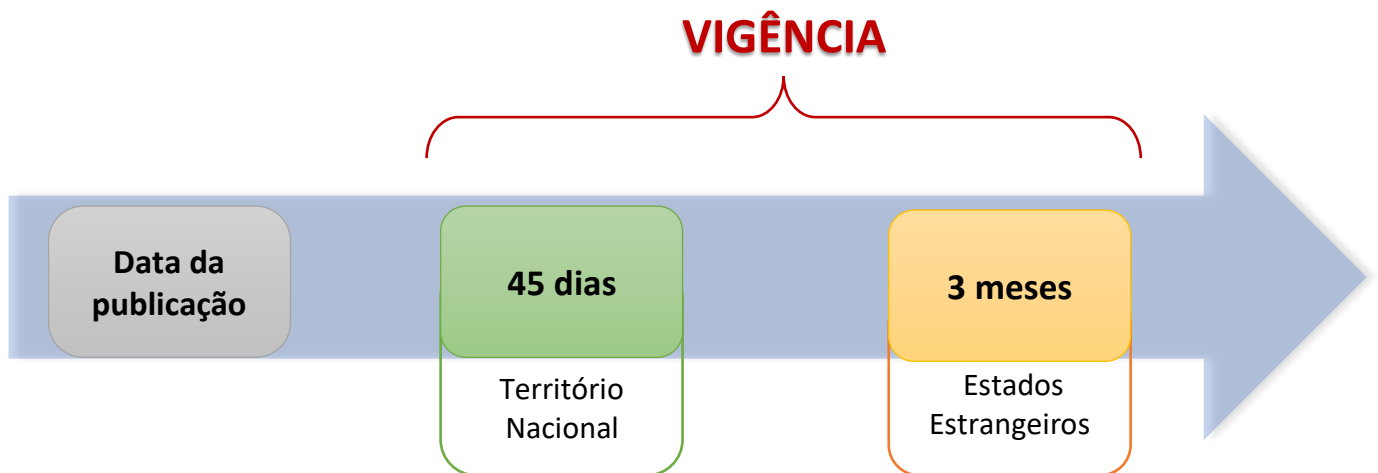 VIGÊNCIA
Data da
publicação
45 dias
Território
Nacional
3 meses
Estados
Estrangeiros